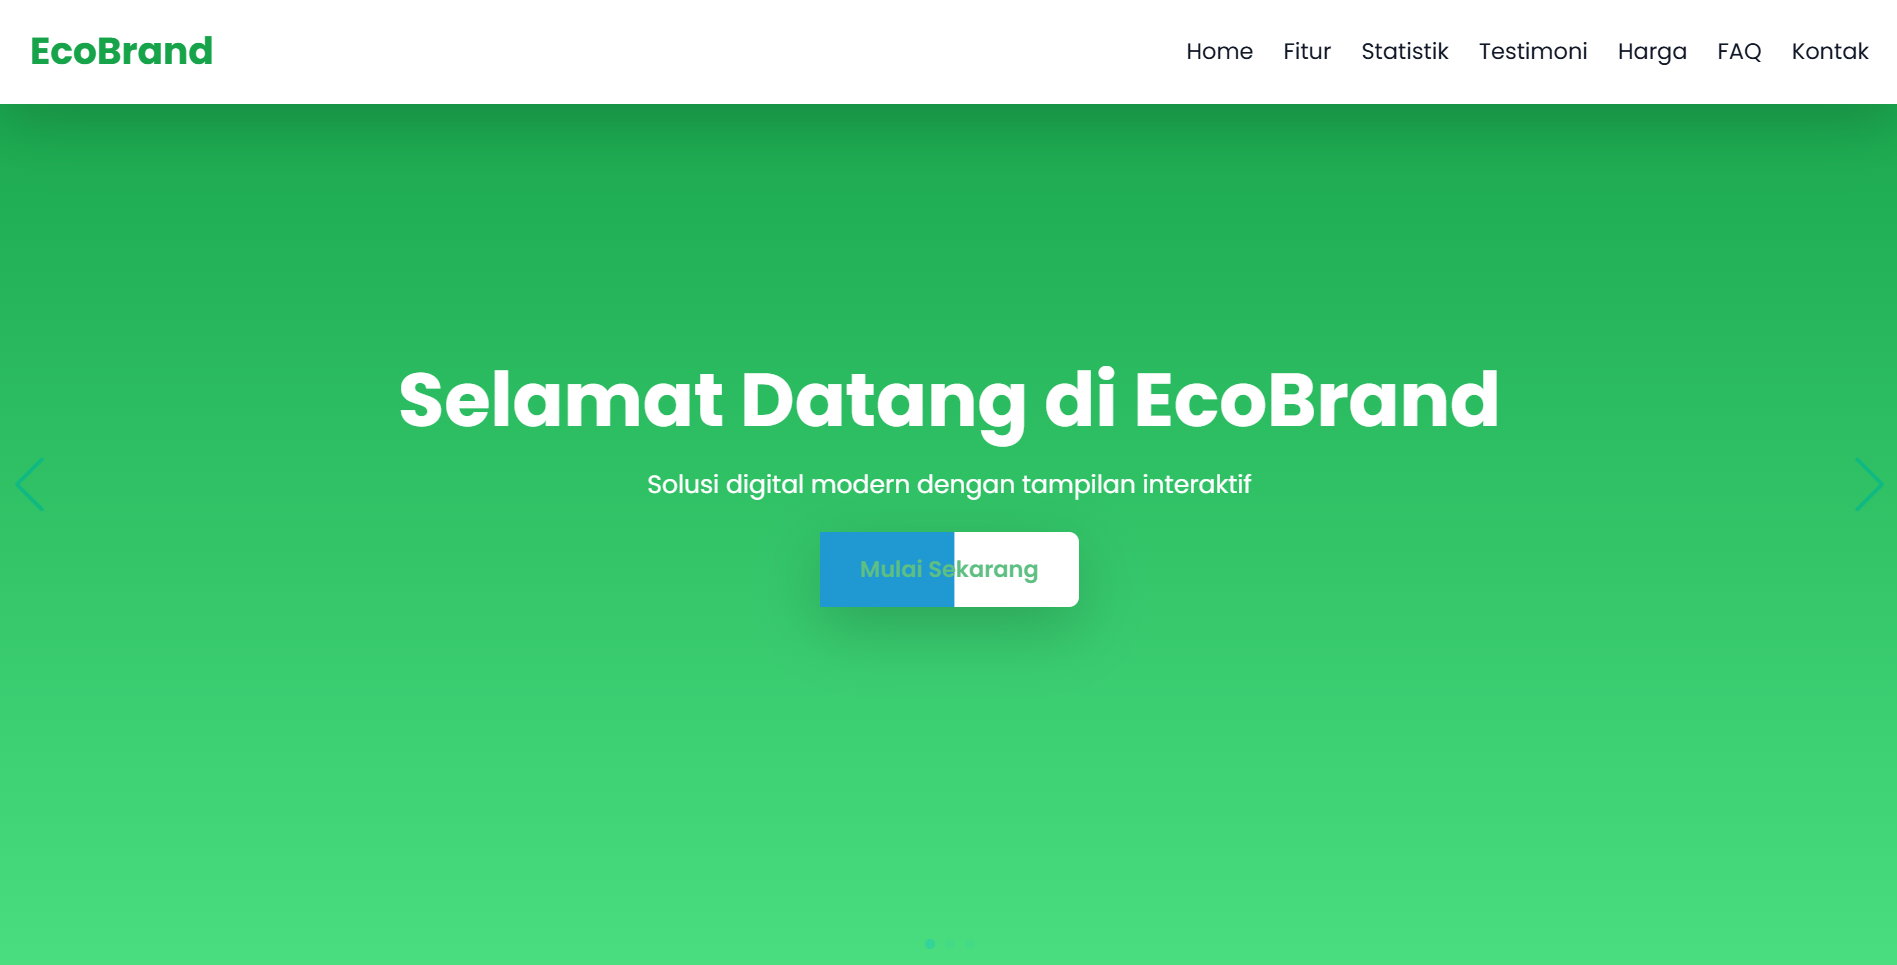 EcoBrand
Home Fitur Statistik Testimoni Harga FAQ Kontak
Selamat Datang di EcoBrand
Solusi digital modern dengan tampilan interaktif
Mulai Sekarang